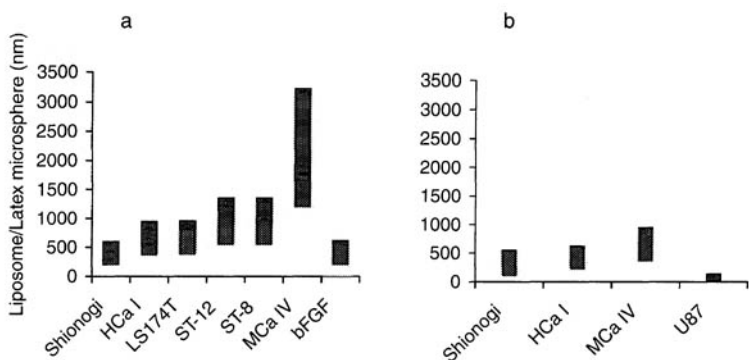 a
b
Liposome/Latex microsphere (nm)
3500
3000
2500
2000
1500
1000
500
0
Shionogi
HCa I
LS174T
ST-12
ST-8
MCa IV
bFGF
3500
3000
2500
2000
1500
1000
500
0
Shionogi
HCa I
MCa IV
U87